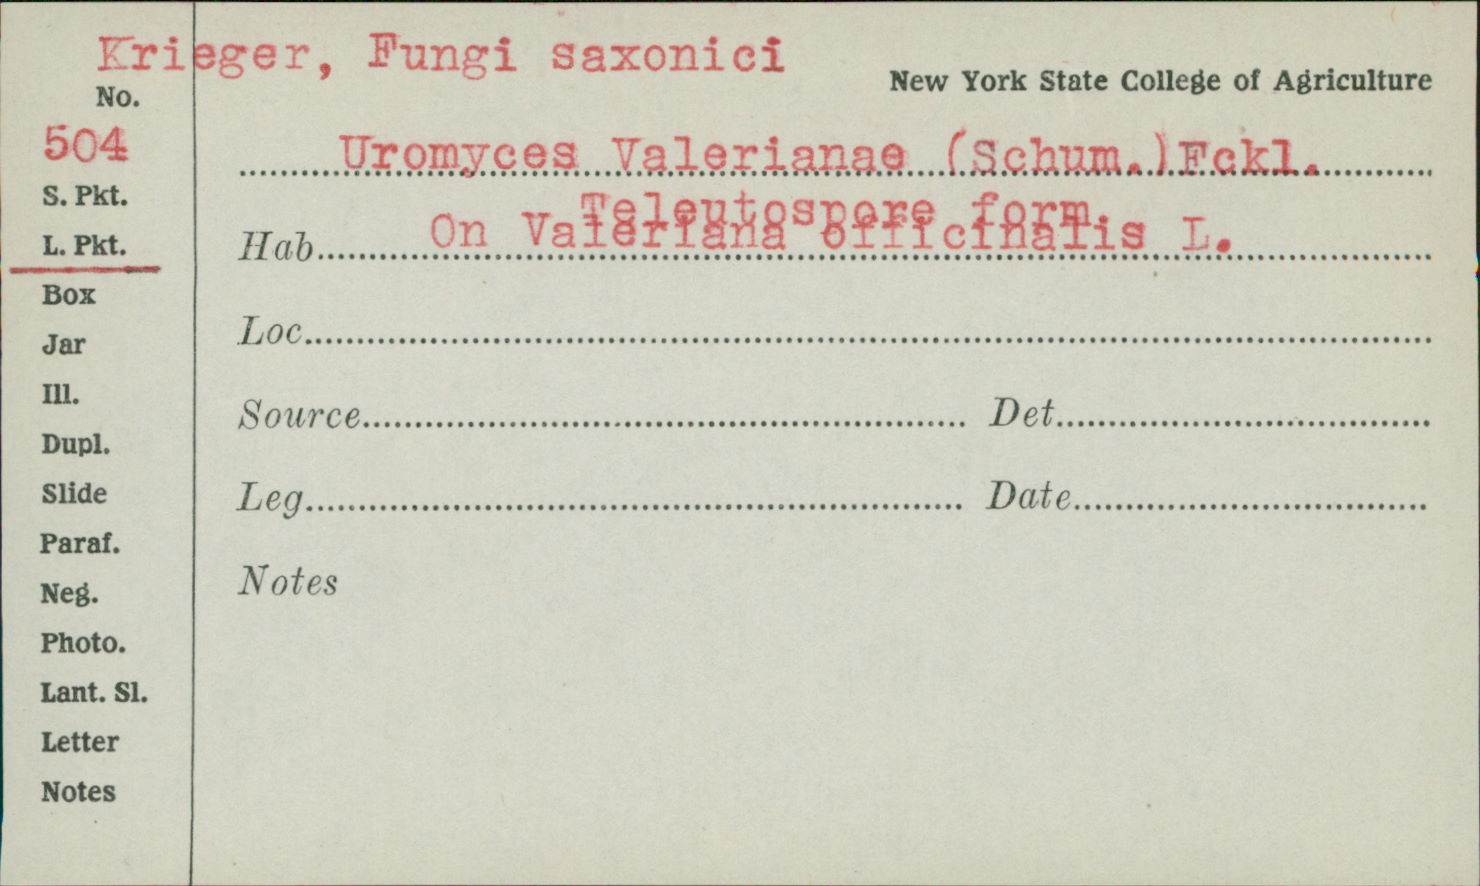 Krieger, Fungi saxonici
New York State College of Agriculture
No.
504
Uromyces Valerianae (Schum.)Fckl.
Teleutospore form.
S. Pkt.
Hab. On Valeriana officinalis L.
L. Pkt.
Box
Loc.
Jar
Ill.
Source Det.
Dupl.
Slide
Leg. Date
Paraf.
Notes
Neg.
Photo.
Lant. Sl.
Letter
Notes